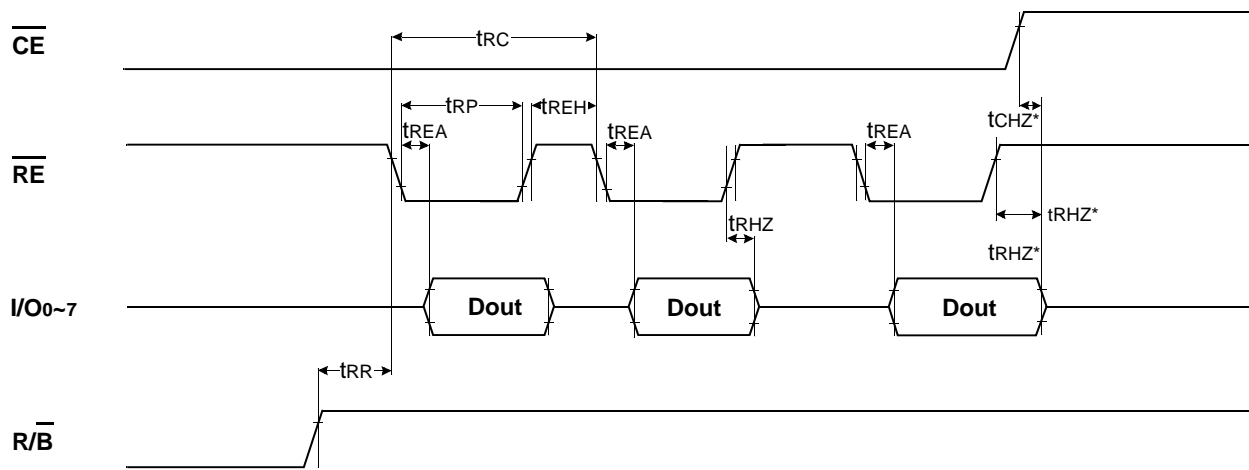 CE
tRC
tRP
tREH
tCHZ*
tREA
tREA
tREA
RE
tRHZ
tRHZ*
tRHZ*
I/O0~7
Dout
Dout
Dout
tRR
R/B